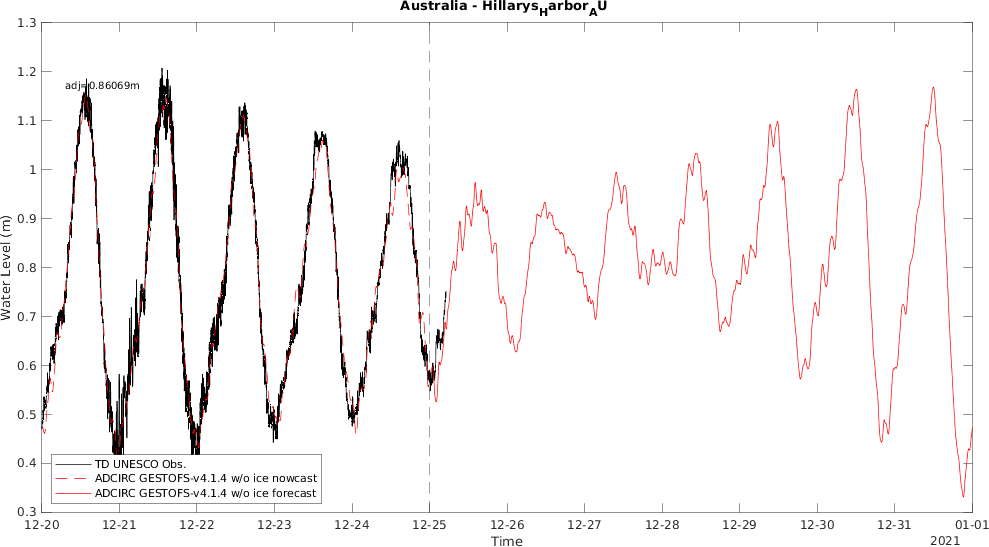 Australia - HillarysHarborAU
1.3
1.2
1.1
1
0.9
0.8
0.7
0.6
0.5
0.4
0.3
Water Level (m)
adj=0.86069m
TD UNESCO Obs.
ADCIRC GESTOFS-v4.1.4 w/o ice nowcast
ADCIRC GESTOFS-v4.1.4 w/o ice forecast
12-20 12-21 12-22 12-23 12-24 12-25 12-26 12-27 12-28 12-29 12-30 12-31 01-01
Time
2021